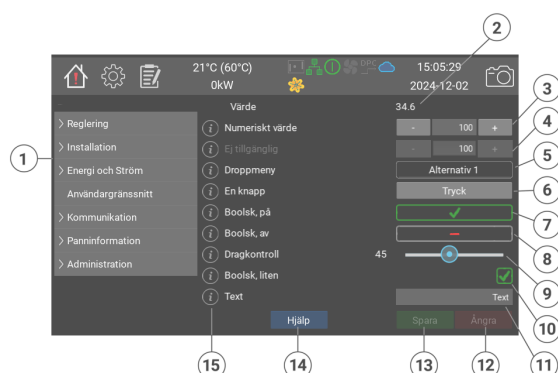 2
21°C (60°C)
0kW
DPC
15:05:29
2024-12-02
Värde
34.6
3
> Reglering
Numeriskt värde
- 100 +
4
> Installation
Ej tillgänglig
- 100 +
1
> Energi och Ström
Droppmeny
Alternativ 1
5
Användargränssnitt
En knapp
Tryck
6
> Kommunikation
Boolsk, på
7
> Panninformation
Boolsk, av
8
> Administration
Dragkontroll
45
9
Boolsk, liten
10
Text
Text
Hjälp
Spara
Ångra
15
14
13
12
11